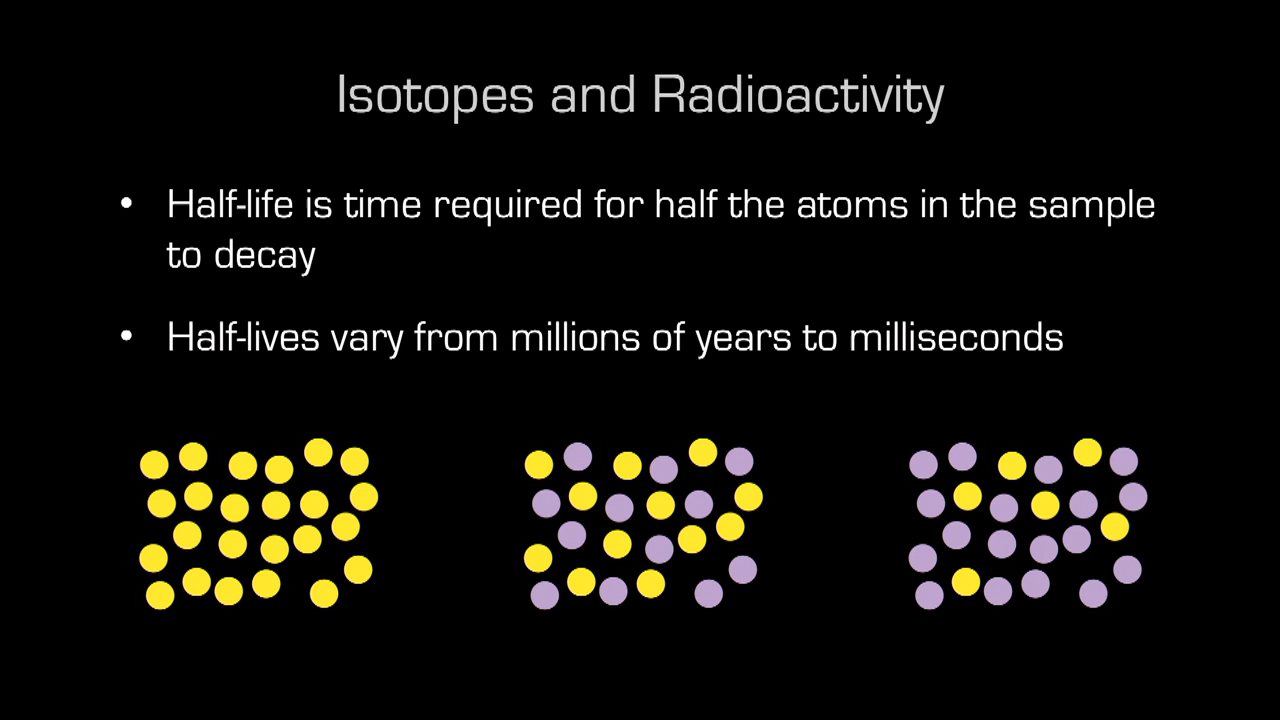 Isotopes and Radioactivity
• Half-life is time required for half the atoms in the sample
to decay
• Half-lives vary from millions of years to milliseconds